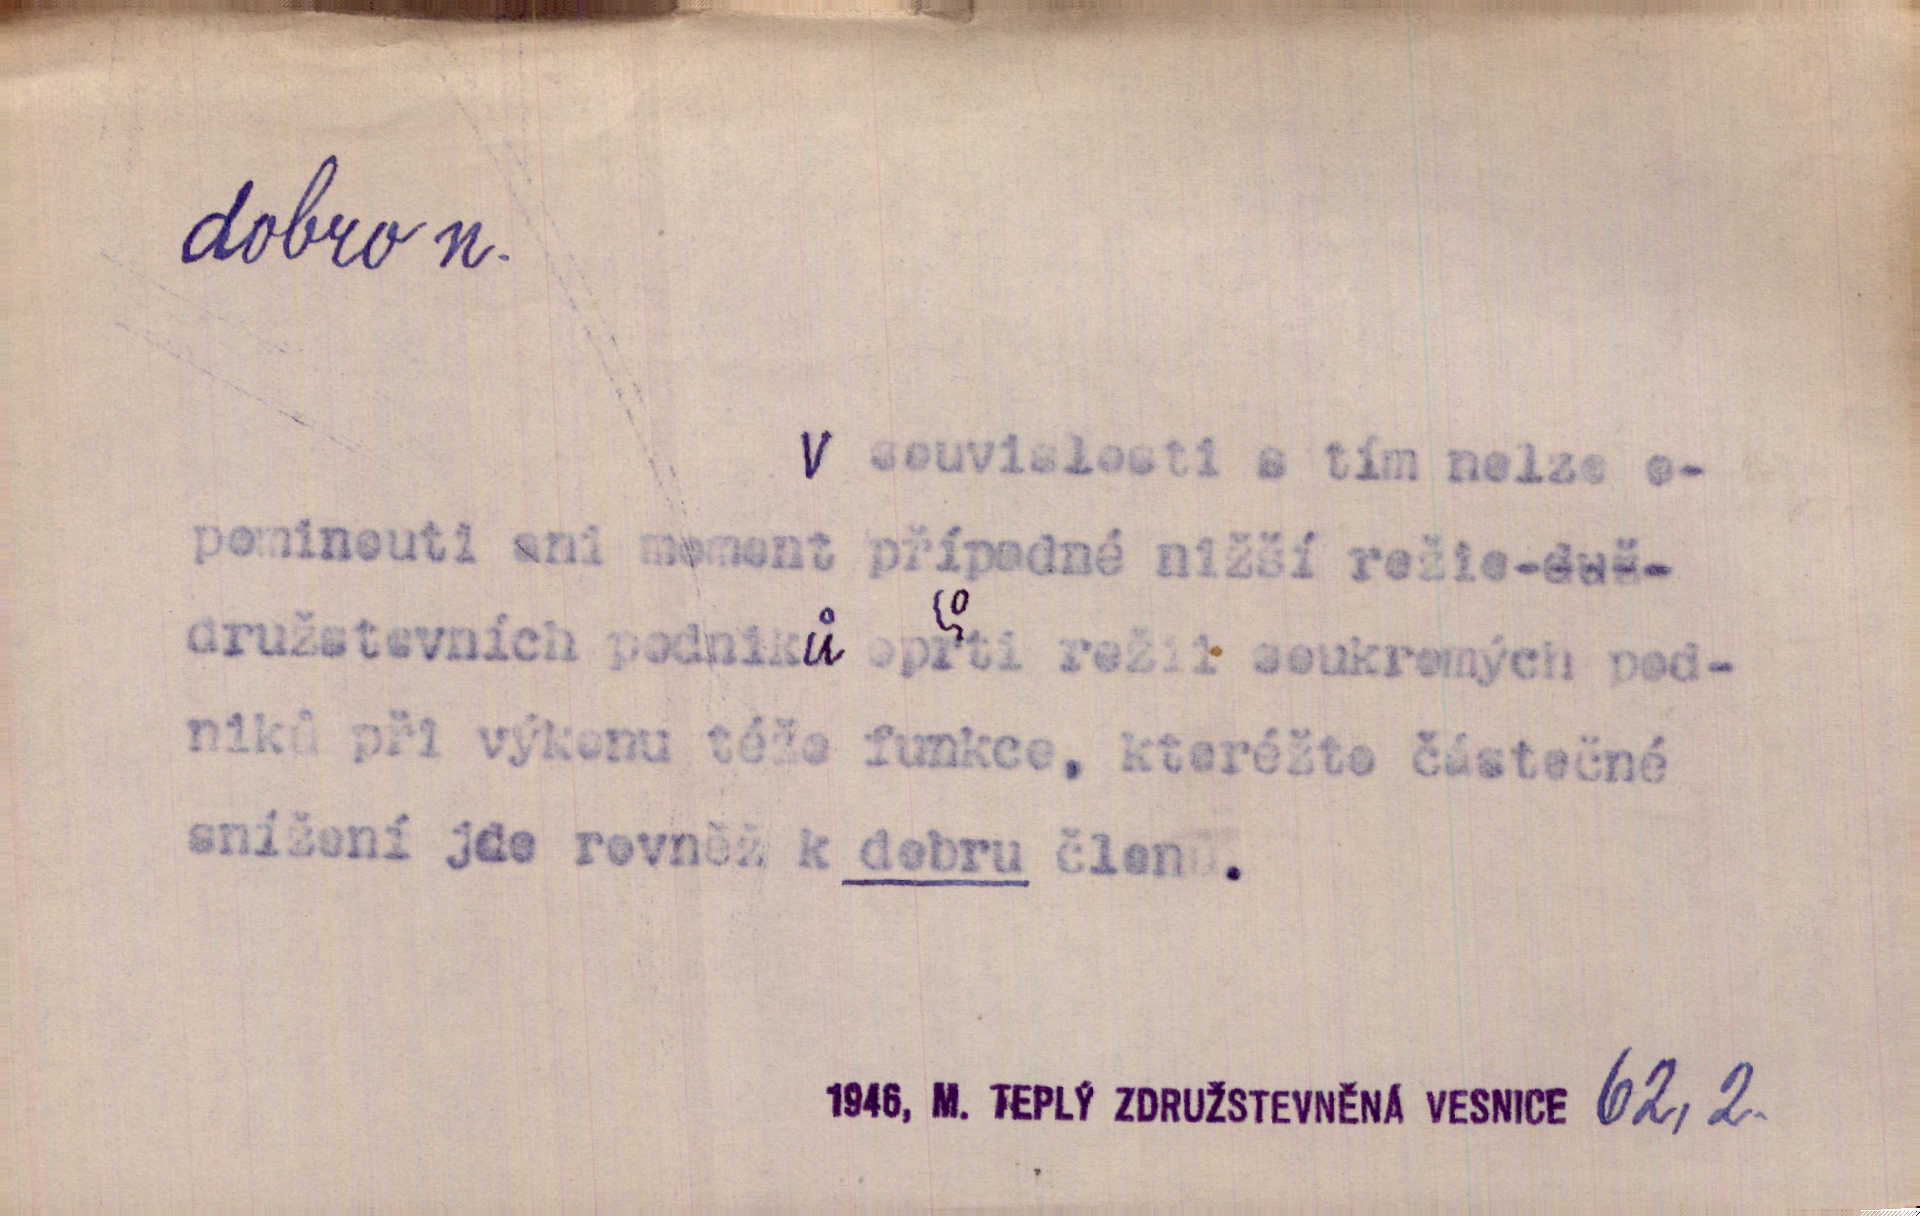 dobro n.
V souvislosti s tím nelze o-
pominouti ani moment případné nižší režie-duš-
družstevních podniků oproti režii soukromých pod-
niků při výkonu téže funkce, kteréžto částečné
snížení jde rovněž k dobru členů.
1946, M. TEPLÝ ZDRUŽSTEVNĚNÁ VESNICE 62, 2.